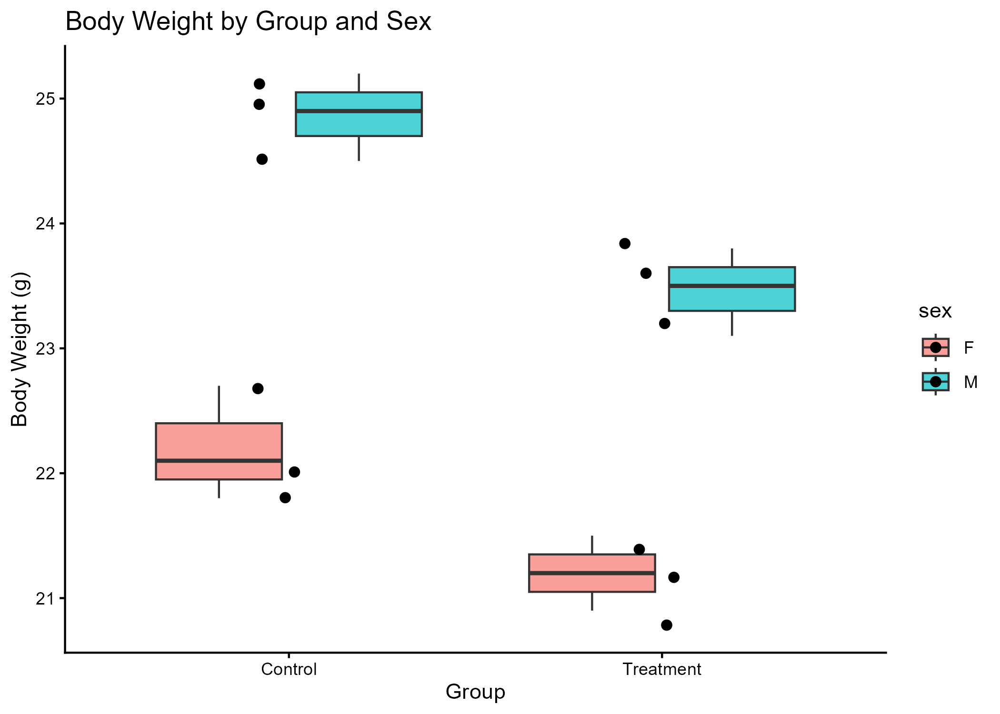 Body Weight by Group and Sex
25
24
23
22
21
Body Weight (g)
Control
Treatment
Group
sex
F
M